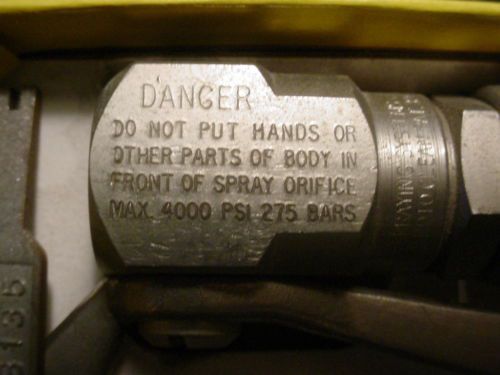 DANGER
DO NOT PUT HANDS OR
OTHER PARTS OF BODY IN
FRONT OF SPRAY ORIFICE
MAX. 4000 PSI 275 BARS